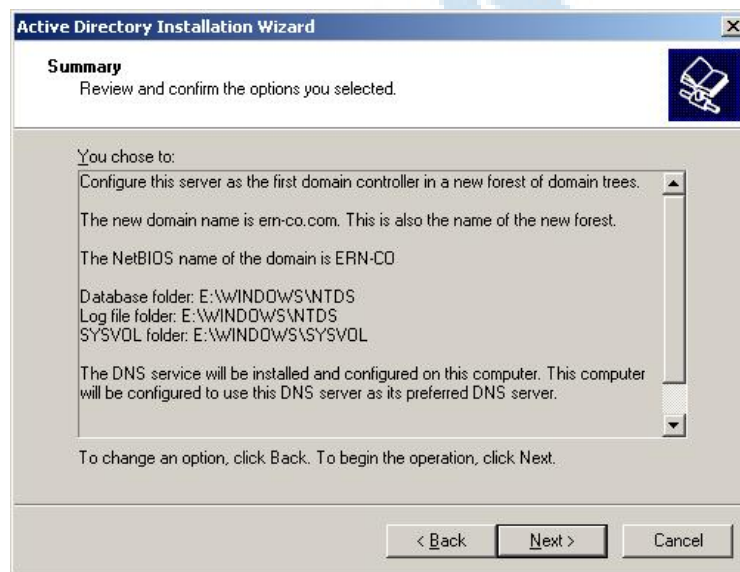 Active Directory Installation Wizard
Summary
Review and confirm the options you selected.
You chose to:
Configure this server as the first domain controller in a new forest of domain trees.
The new domain name is ern-co.com. This is also the name of the new forest.
The NetBIOS name of the domain is ERN-CO
Database folder: E:\WINDOWS\NTDS
Log file folder: E:\WINDOWS\NTDS
SYSVOL folder: E:\WINDOWS\SYSVOL
The DNS service will be installed and configured on this computer. This computer
will be configured to use this DNS server as its preferred DNS server.
To change an option, click Back. To begin the operation, click Next.
< Back Next > Cancel